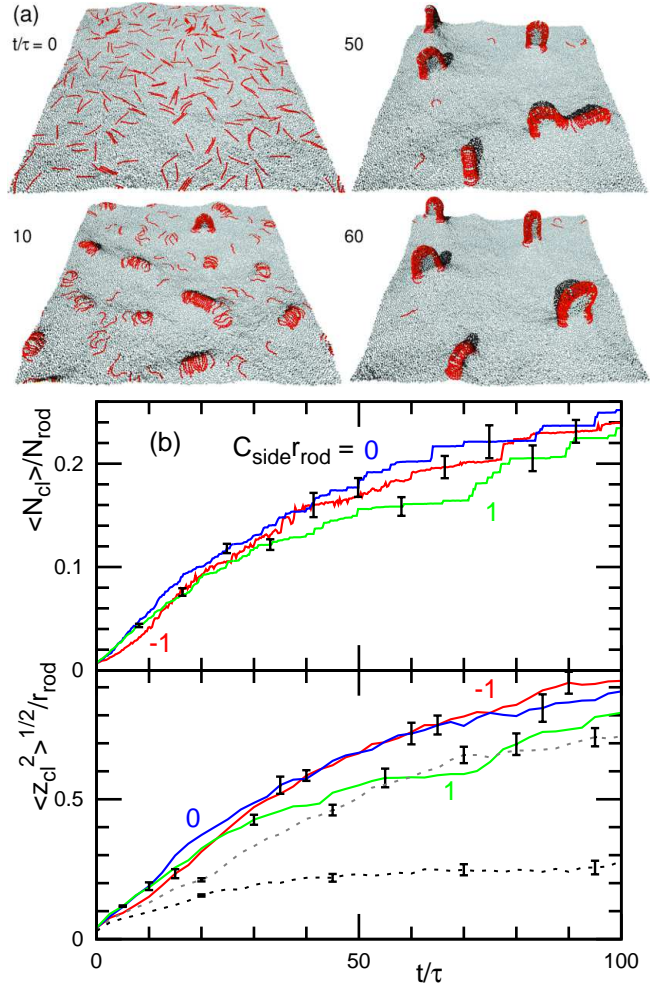 (a)
t/τ = 0
50
10
60
(b)
C_side r_rod = 0
1
-1
<N_cl>/N_rod
0.2
0.1
0
-1
0
1
<z_cl^2>^1/2/r_rod
0.5
0
0 50 100
t/τ